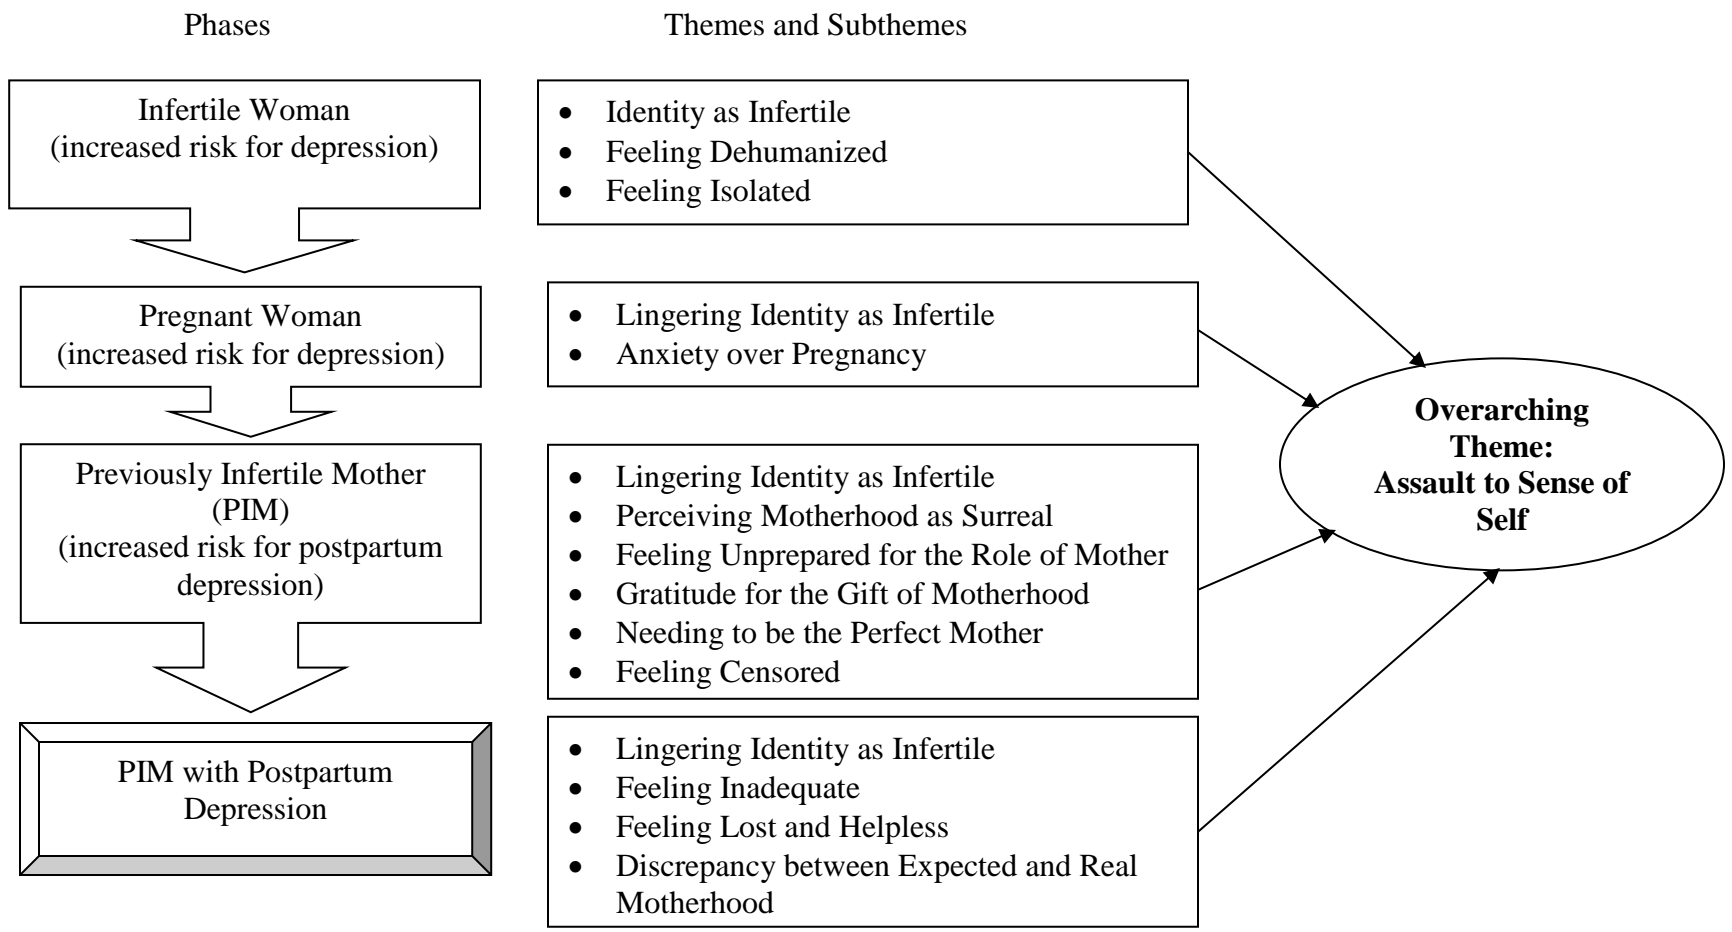 Phases
Themes and Subthemes
Infertile Woman
(increased risk for depression)
• Identity as Infertile
• Feeling Dehumanized
• Feeling Isolated
Pregnant Woman
(increased risk for depression)
• Lingering Identity as Infertile
• Anxiety over Pregnancy
Previously Infertile Mother
(PIM)
(increased risk for postpartum
depression)
• Lingering Identity as Infertile
• Perceiving Motherhood as Surreal
• Feeling Unprepared for the Role of Mother
• Gratitude for the Gift of Motherhood
• Needing to be the Perfect Mother
• Feeling Censored
PIM with Postpartum
Depression
• Lingering Identity as Infertile
• Feeling Inadequate
• Feeling Lost and Helpless
• Discrepancy between Expected and Real
Motherhood
Overarching
Theme:
Assault to Sense of
Self